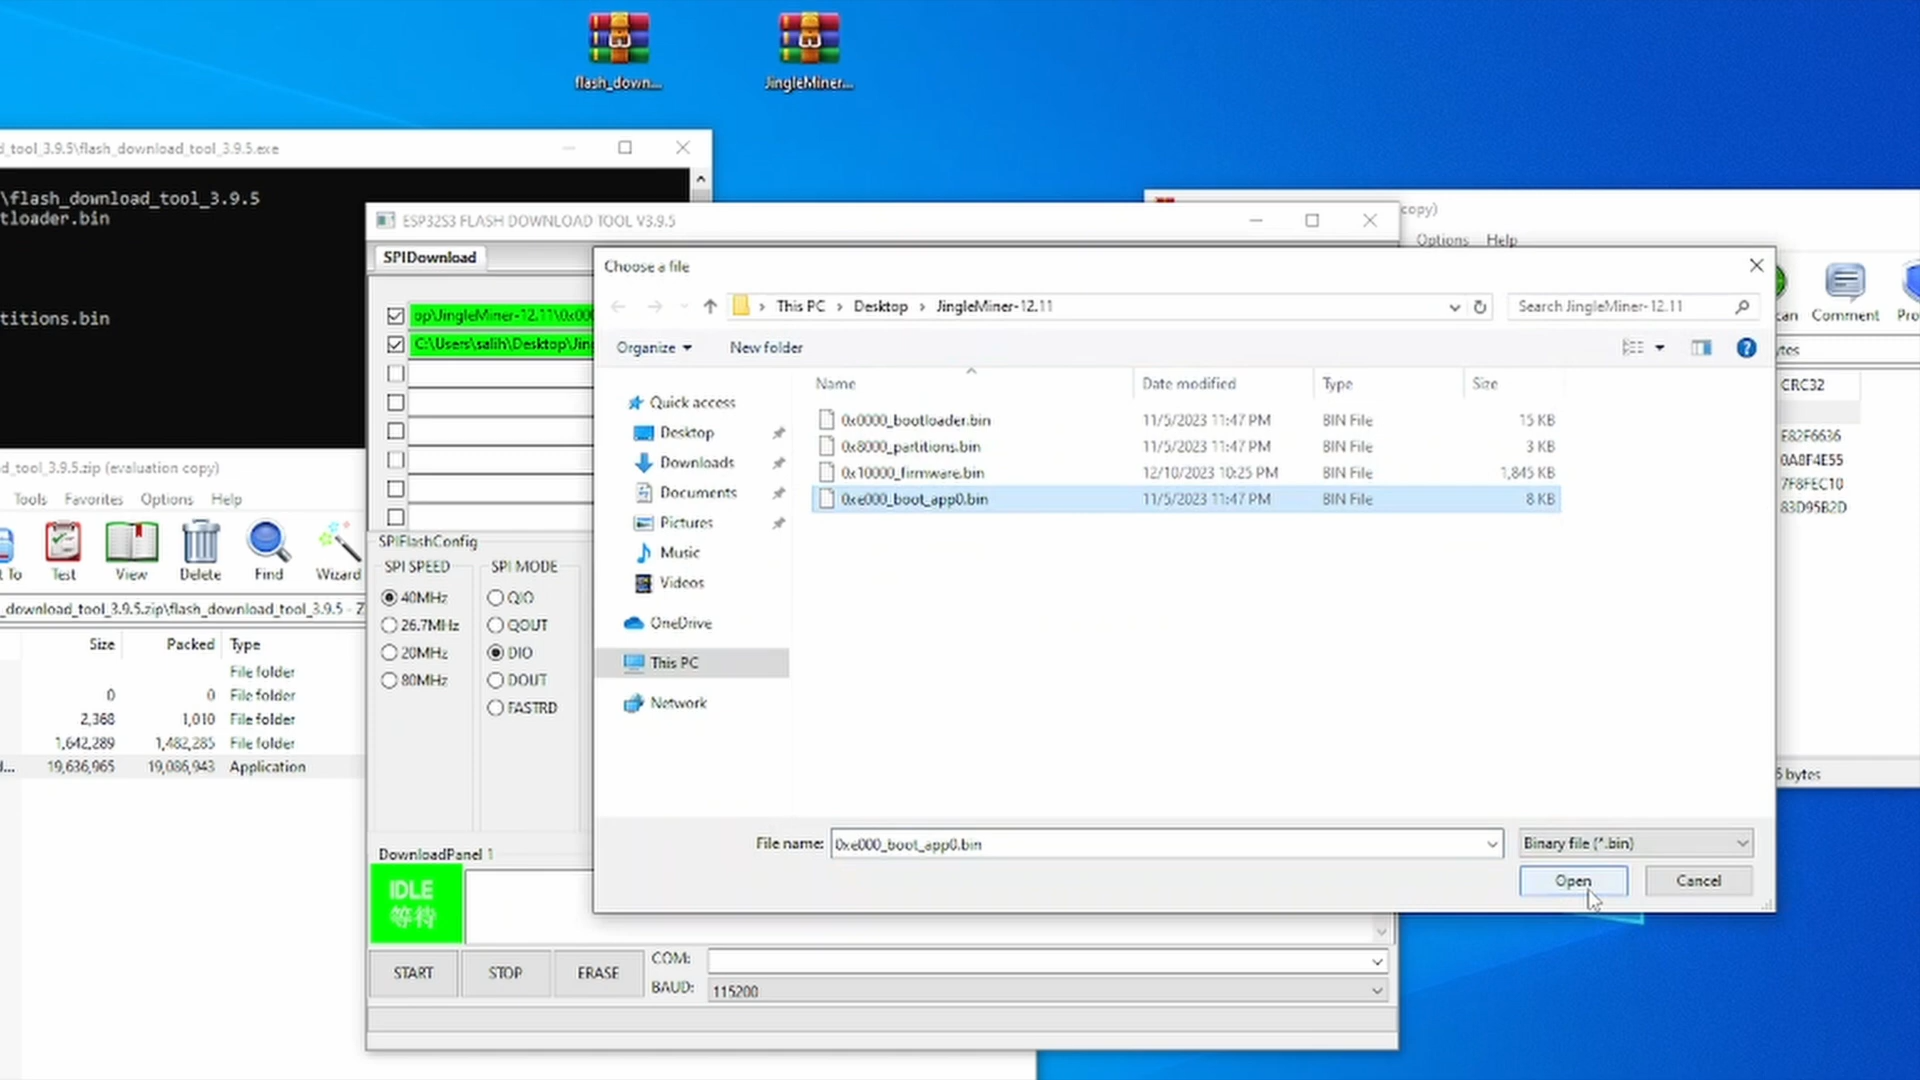 flash_down...
JingleMiner...
d_tool_3.9.5\flash_download_tool_3.9.5.exe
\flash_download_tool_3.9.5
tloader.bin
titions.bin
ESP32S3 FLASH DOWNLOAD TOOL V3.9.5
copy)
Options Help
SPIDownload
Choose a file
This PC > Desktop > JingleMiner-12.11
Search JingleMiner-12.11
can Comment Pro
op\JingleMiner-12.11\0x000
C:\Users\salih\Desktop\Jin
Organize New folder
ytes
Name Date modified Type Size
CRC32
Quick access
Desktop
Downloads
Documents
Pictures
Music
Videos
OneDrive
This PC
Network
0x0000_bootloader.bin 11/5/2023 11:47 PM BIN File 15 KB
0x8000_partitions.bin 11/5/2023 11:47 PM BIN File 3 KB
0x10000_firmware.bin 12/10/2023 10:25 PM BIN File 1,845 KB
0xe000_boot_app0.bin 11/5/2023 11:47 PM BIN File 8 KB
E82F6636
0A8F4E55
7F8FEC10
83D95B2D
d_tool_3.9.5.zip (evaluation copy)
Tools Favorites Options Help
t To Test View Delete Find Wizard
_download_tool_3.9.5.zip\flash_download_tool_3.9.5 - Z
Size Packed Type
File folder
0 0 File folder
2,368 1,010 File folder
1,642,289 1,482,285 File folder
J... 19,636,965 19,086,943 Application
SPIFlashConfig
SPI SPEED
40MHz
26.7MHz
20MHz
80MHz
SPI MODE
QIO
QOUT
DIO
DOUT
FASTRD
5 bytes
File name: 0xe000_boot_app0.bin
Binary file (*.bin)
Open Cancel
DownloadPanel 1
IDLE
等待
START STOP ERASE
COM:
BAUD: 115200